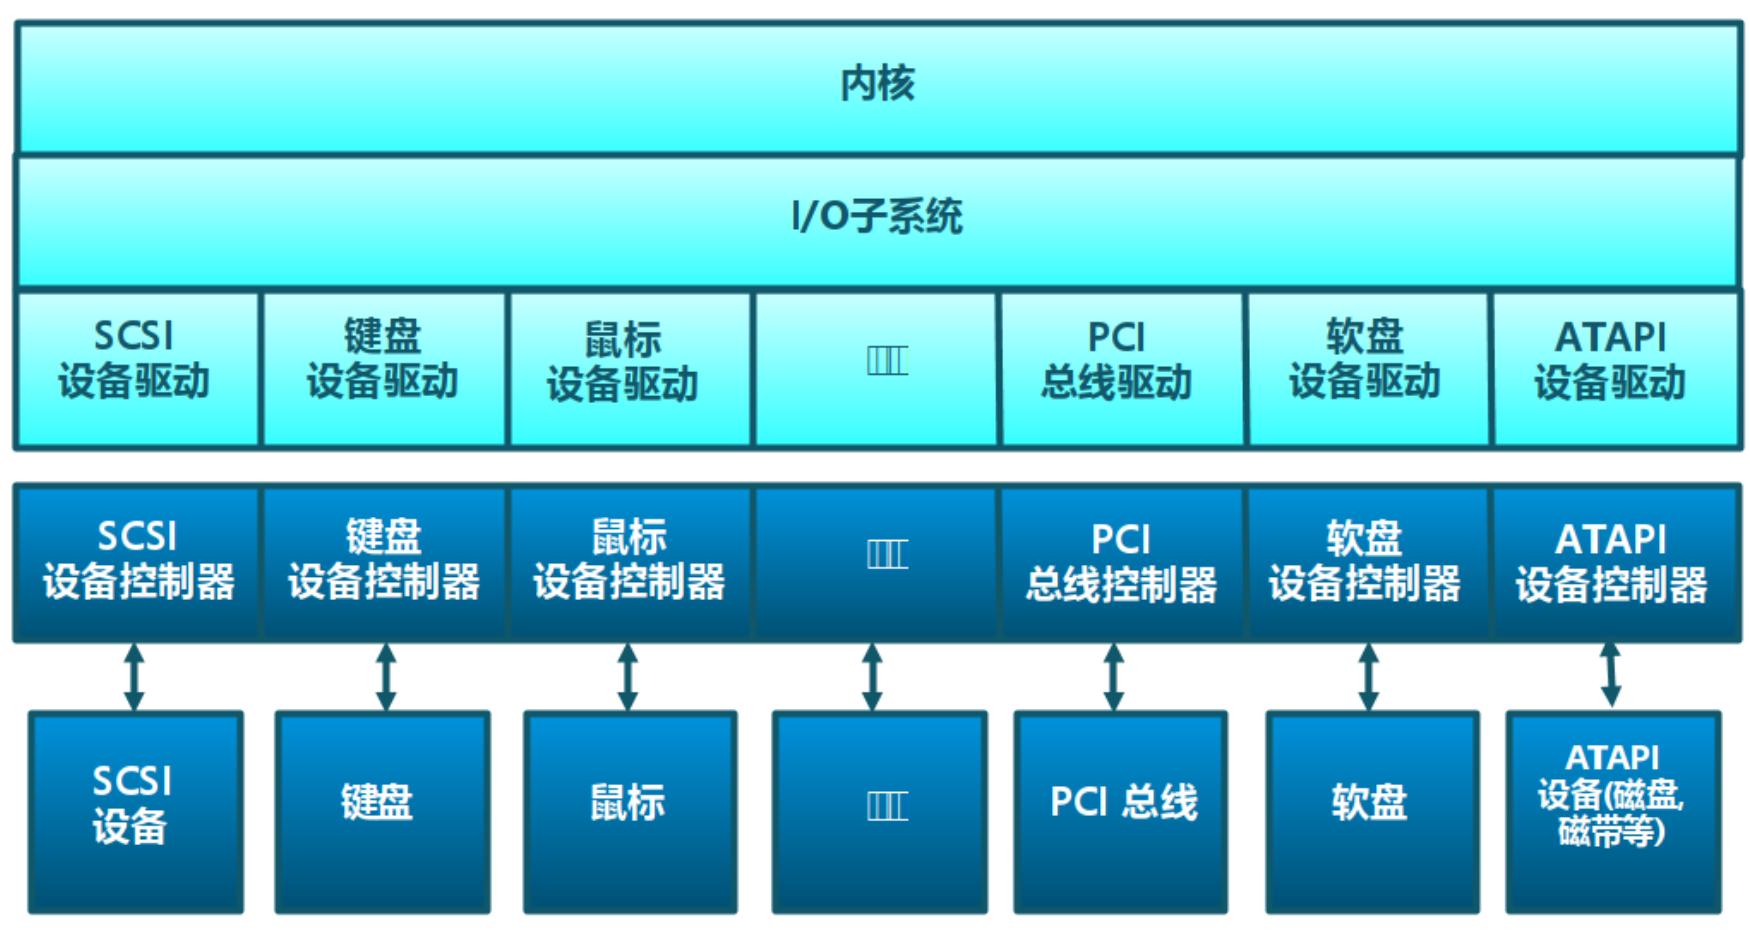 内核
I/O子系统
SCSI
设备驱动
键盘
设备驱动
鼠标
设备驱动
PCI
总线驱动
软盘
设备驱动
ATAPI
设备驱动
SCSI
设备控制器
键盘
设备控制器
鼠标
设备控制器
PCI
总线控制器
软盘
设备控制器
ATAPI
设备控制器
SCSI
设备
键盘
鼠标
PCI 总线
软盘
ATAPI
设备(磁盘,
磁带等)